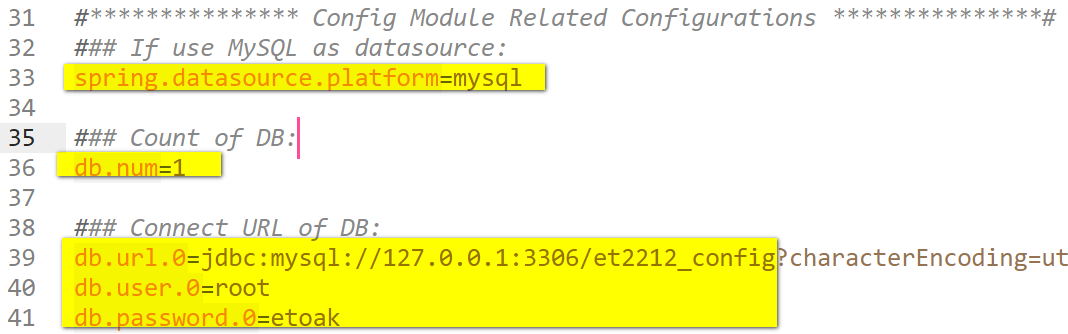 31 #*************** Config Module Related Configurations ***************#
32 ### If use MySQL as datasource:
33 spring.datasource.platform=mysql
34
35 ### Count of DB:
36 db.num=1
37
38 ### Connect URL of DB:
39 db.url.0=jdbc:mysql://127.0.0.1:3306/et2212_config?characterEncoding=ut
40 db.user.0=root
41 db.password.0=etoak